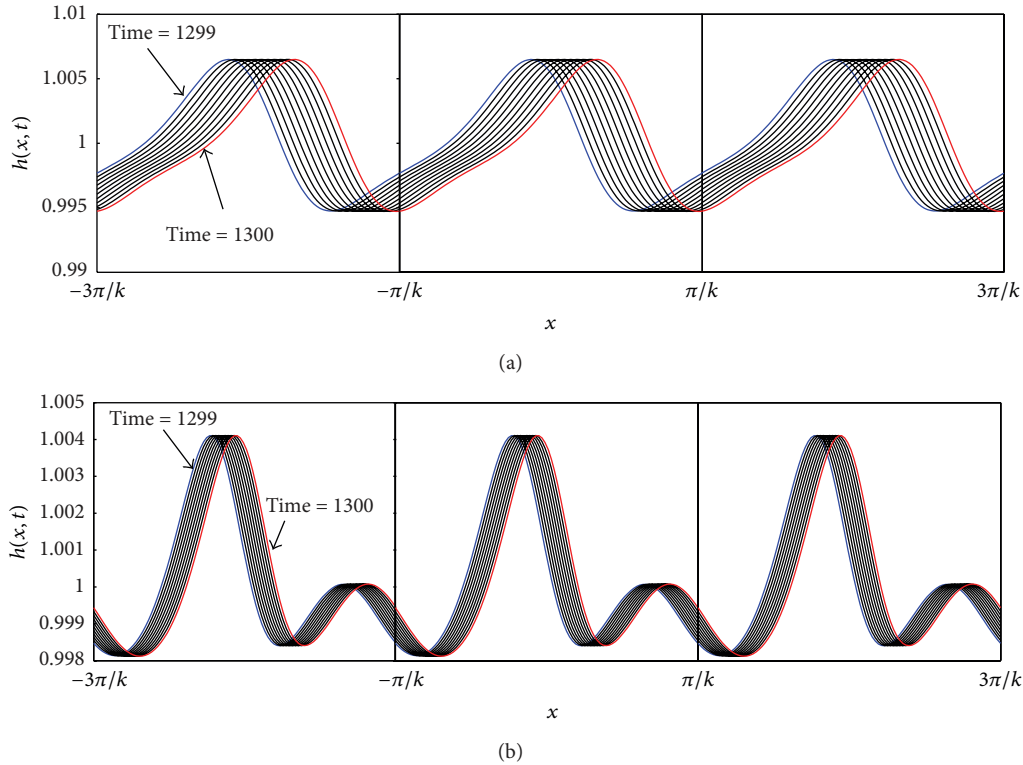 1.01
Time = 1299
1.005
h(x, t)
1
0.995
Time = 1300
0.99
−3π/k
−π/k
π/k
3π/k
x
(a)
1.005
Time = 1299
1.004
1.003
Time = 1300
1.002
h(x, t)
1.001
1
0.999
0.998
−3π/k
−π/k
π/k
3π/k
x
(b)